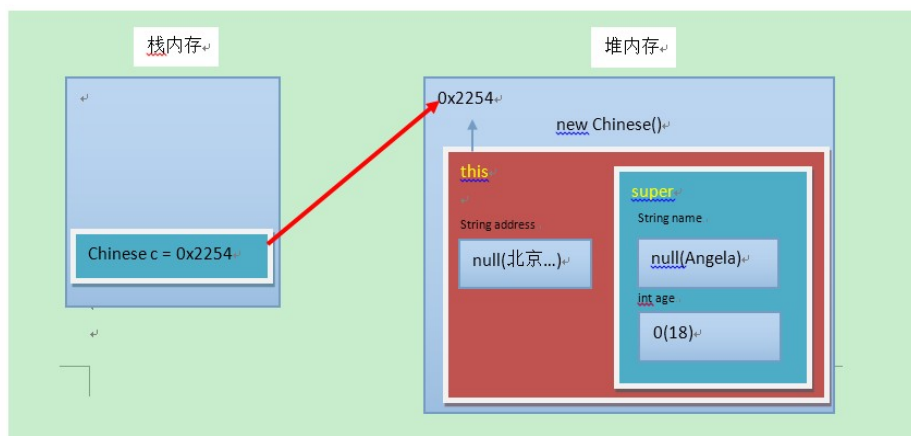 栈内存
堆内存
0x2254
new Chinese()
this
super
String address
String name
Chinese c = 0x2254
null(北京...)
null(Angela)
int age
0(18)